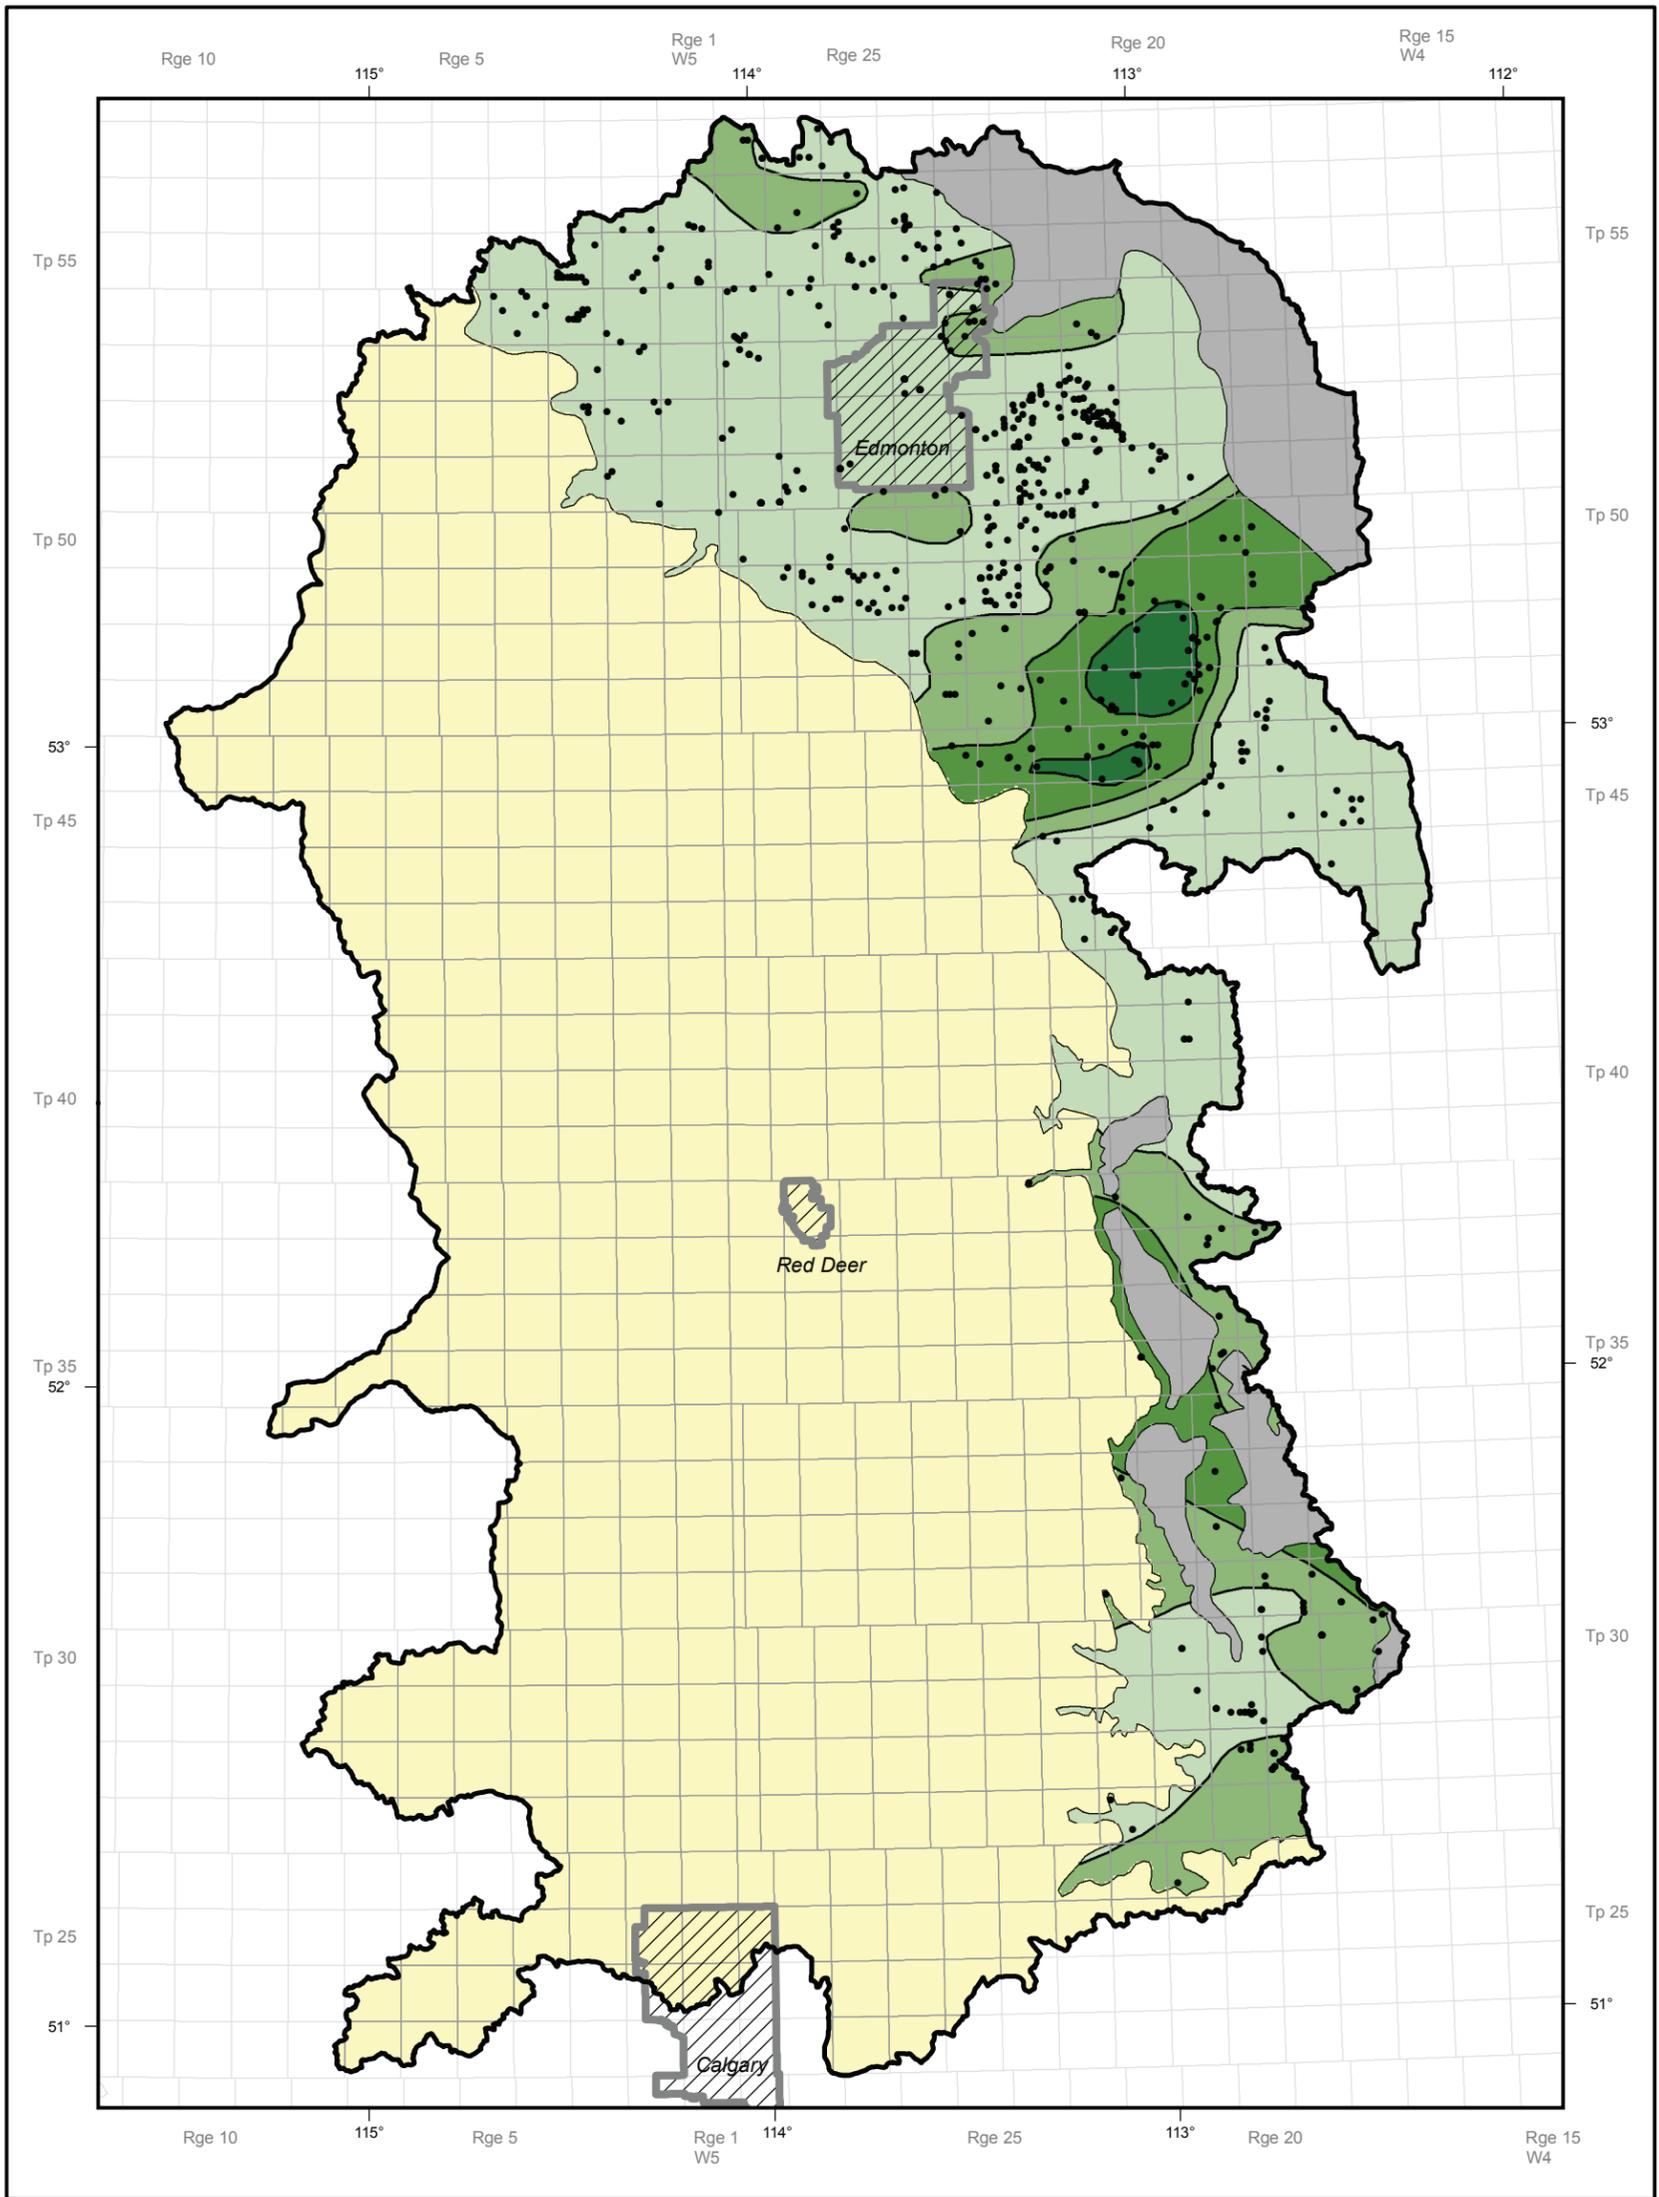 Rge 10
Rge 5
Rge 1
W5
Rge 25
Rge 20
Rge 15
W4
115°
114°
113°
112°
Tp 55
Tp 55
Edmonton
Tp 50
Tp 50
53°
53°
Tp 45
Tp 45
Tp 40
Tp 40
Red Deer
Tp 35
Tp 35
52°
52°
Tp 30
Tp 30
Tp 25
Tp 25
51°
51°
Calgary
115°
114°
113°
Rge 10
Rge 5
Rge 1
W5
Rge 25
Rge 20
Rge 15
W4